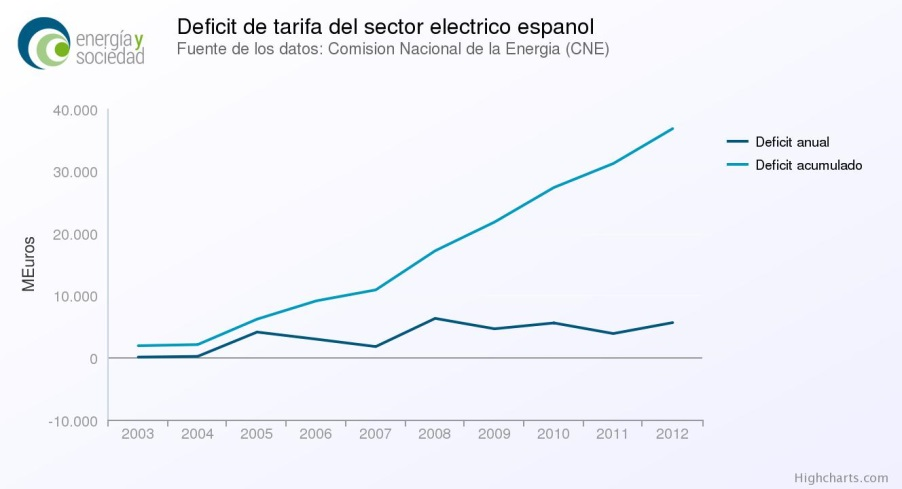 energía y
sociedad
Deficit de tarifa del sector electrico espanol
Fuente de los datos: Comision Nacional de la Energia (CNE)
40.000
30.000
20.000
10.000
0
-10.000
MEuros
2003 2004 2005 2006 2007 2008 2009 2010 2011 2012
Deficit anual
Deficit acumulado
Highcharts.com